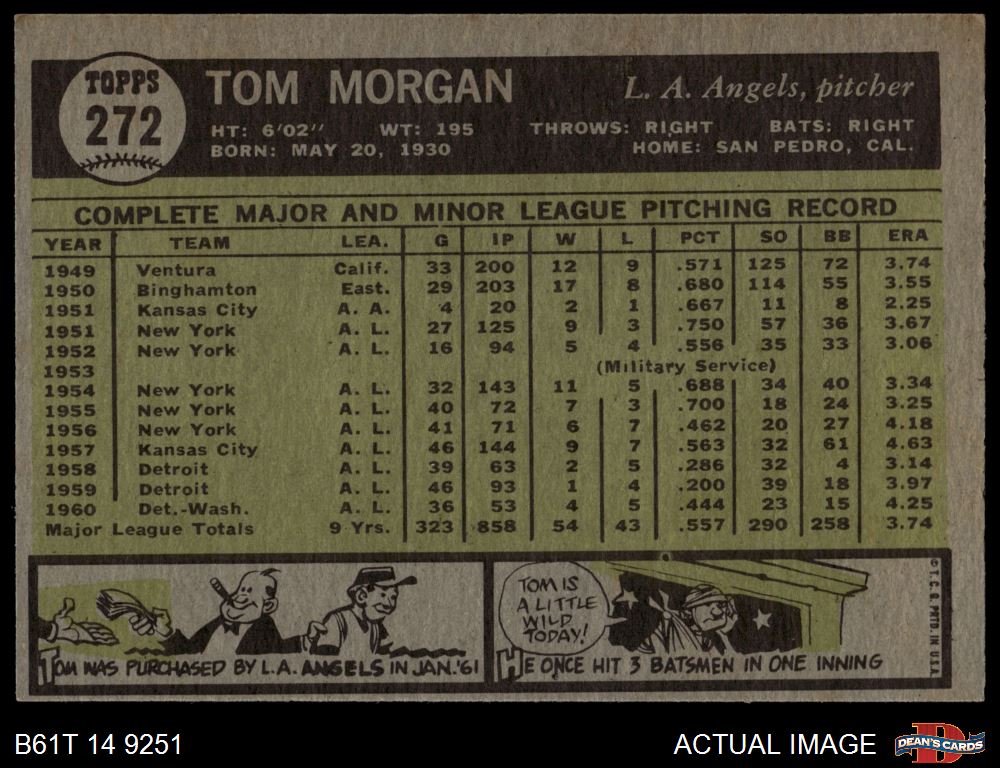 TOPPS
272
TOM MORGAN
L. A. Angels, pitcher
HT: 6'02" WT: 195 THROWS: RIGHT BATS: RIGHT
BORN: MAY 20, 1930 HOME: SAN PEDRO, CAL.
COMPLETE MAJOR AND MINOR LEAGUE PITCHING RECORD
YEAR TEAM LEA. G IP W L PCT SO BB ERA
1949 Ventura Calif. 33 200 12 9 .571 125 72 3.74
1950 Binghamton East. 29 203 17 8 .680 114 55 3.55
1951 Kansas City A. A. 4 20 2 1 .667 11 8 2.25
1951 New York A. L. 27 125 9 3 .750 57 36 3.67
1952 New York A. L. 16 94 5 4 .556 35 33 3.06
1953 (Military Service)
1954 New York A. L. 32 143 11 5 .688 34 40 3.34
1955 New York A. L. 40 72 7 3 .700 18 24 3.25
1956 New York A. L. 41 71 6 7 .462 20 27 4.18
1957 Kansas City A. L. 46 144 9 7 .563 32 61 4.63
1958 Detroit A. L. 39 63 2 5 .286 32 4 3.14
1959 Detroit A. L. 46 93 1 4 .200 39 18 3.97
1960 Det.-Wash. A. L. 36 53 4 5 .444 23 15 4.25
Major League Totals 9 Yrs. 323 858 54 43 .557 290 258 3.74
TOM WAS PURCHASED BY L.A. ANGELS IN JAN. '61
TOM IS
A LITTLE
WILD
TODAY!
HE ONCE HIT 3 BATSMEN IN ONE INNING
© T. C. G. PRTD. IN U.S.A.
B61T 14 9251
ACTUAL IMAGE
DEAN'S CARDS